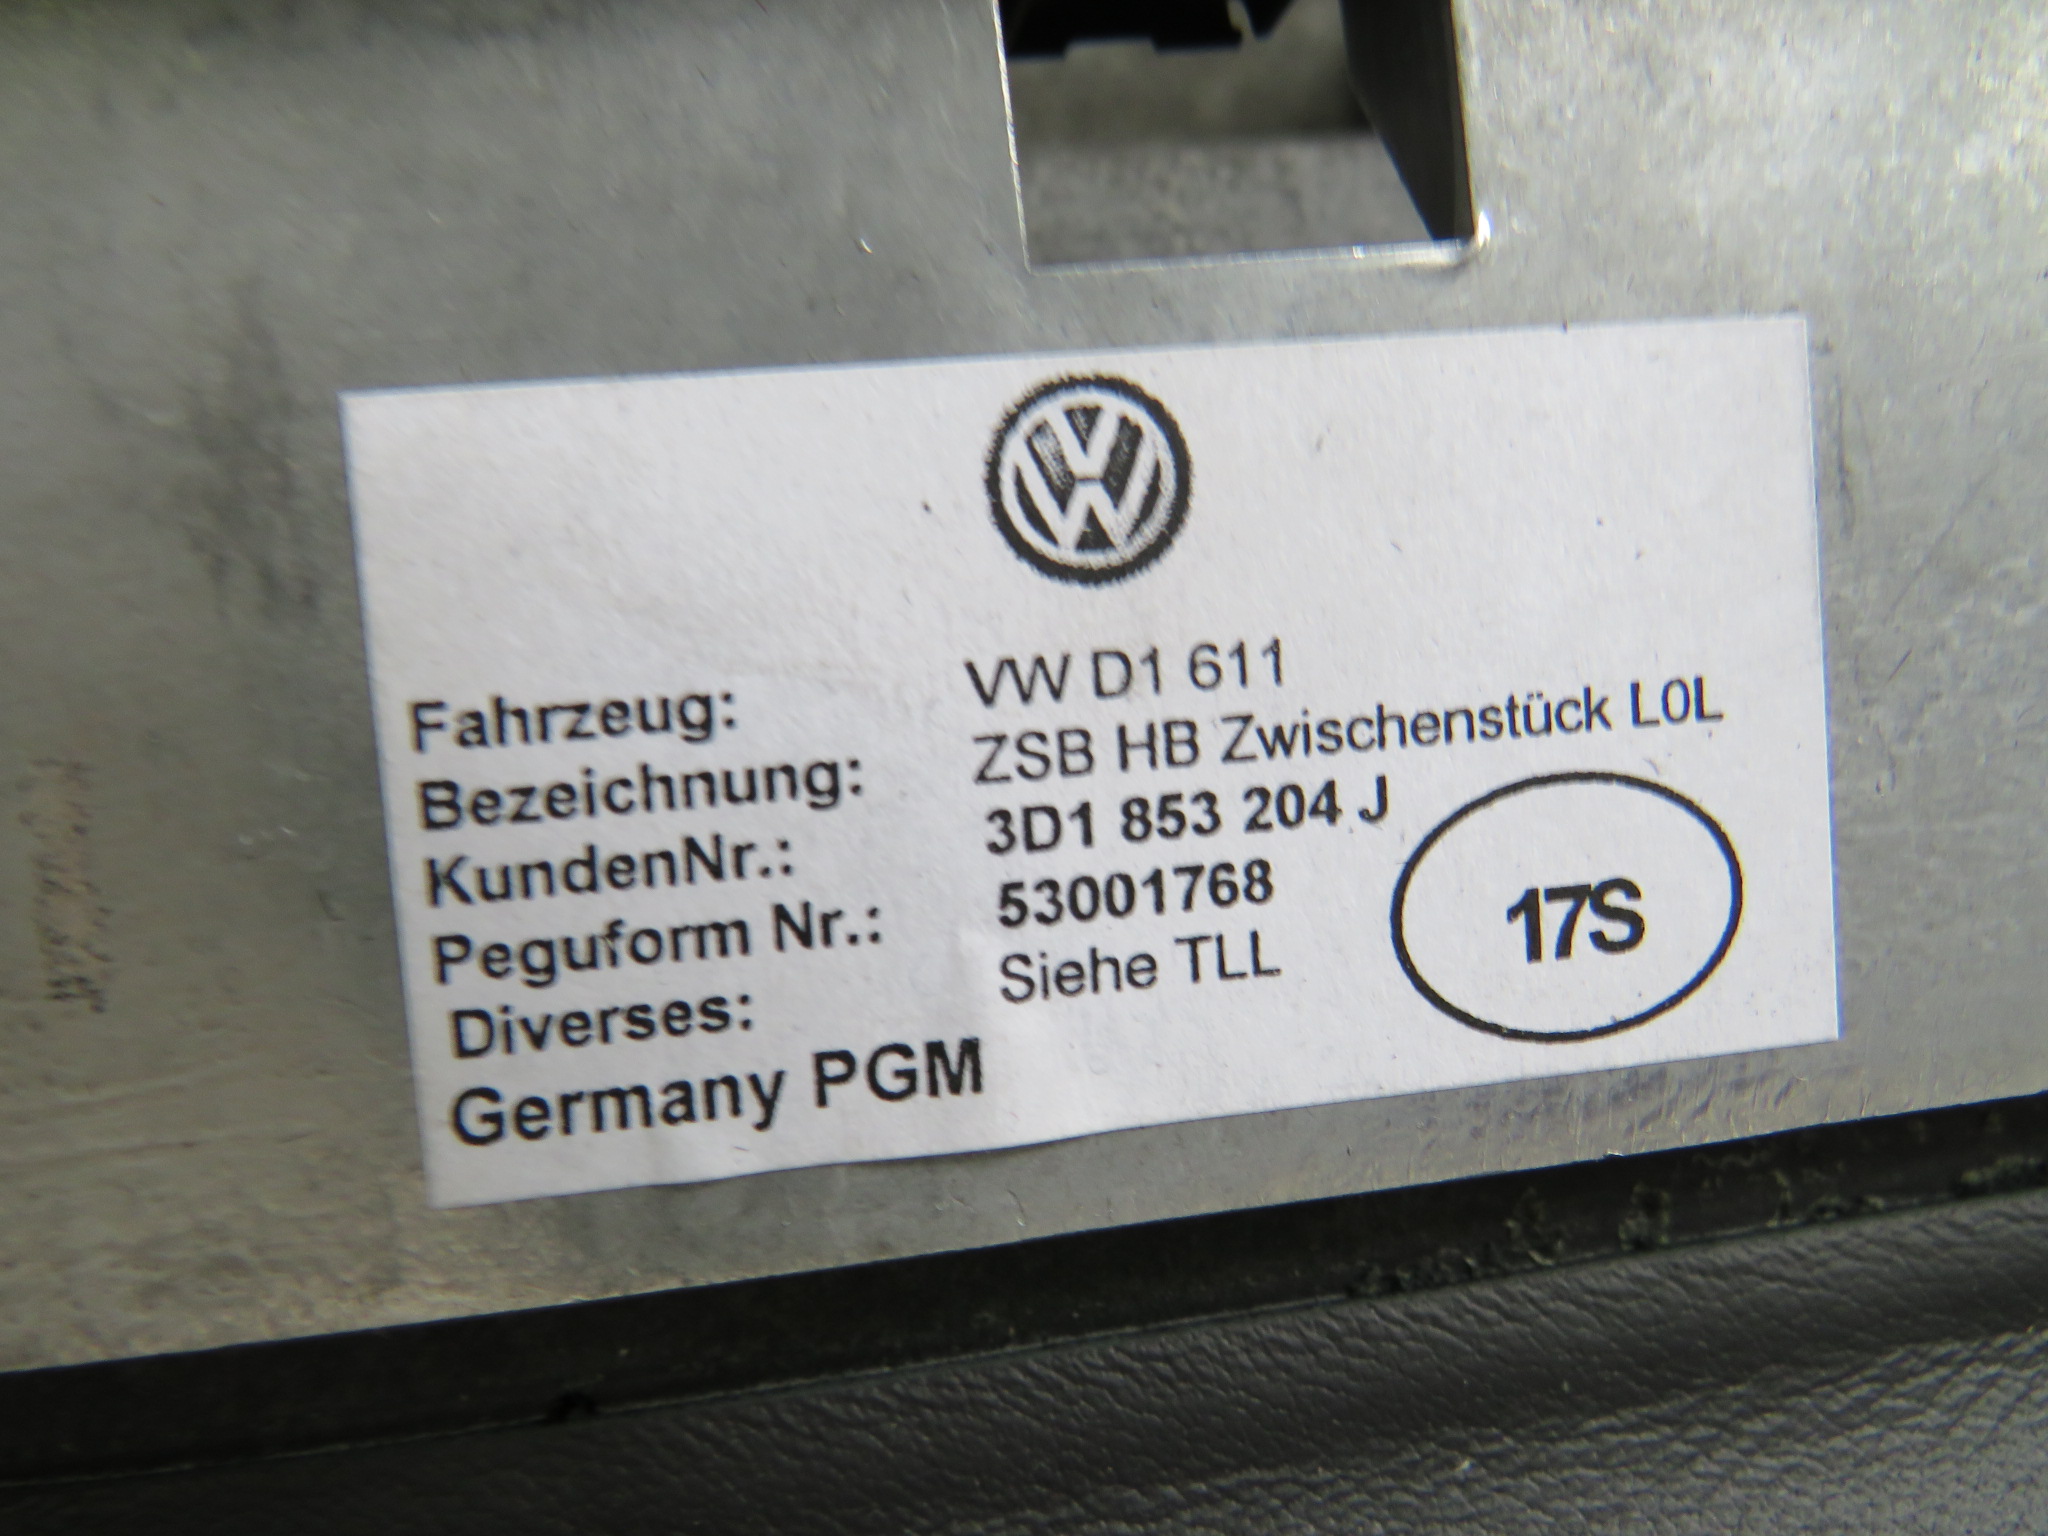 VW D1 611
Fahrzeug:
ZSB HB Zwischenstück L0L
Bezeichnung:
3D1 853 204 J
KundenNr.:
53001768
Peguform Nr.:
Siehe TLL
Diverses:
17S
Germany PGM